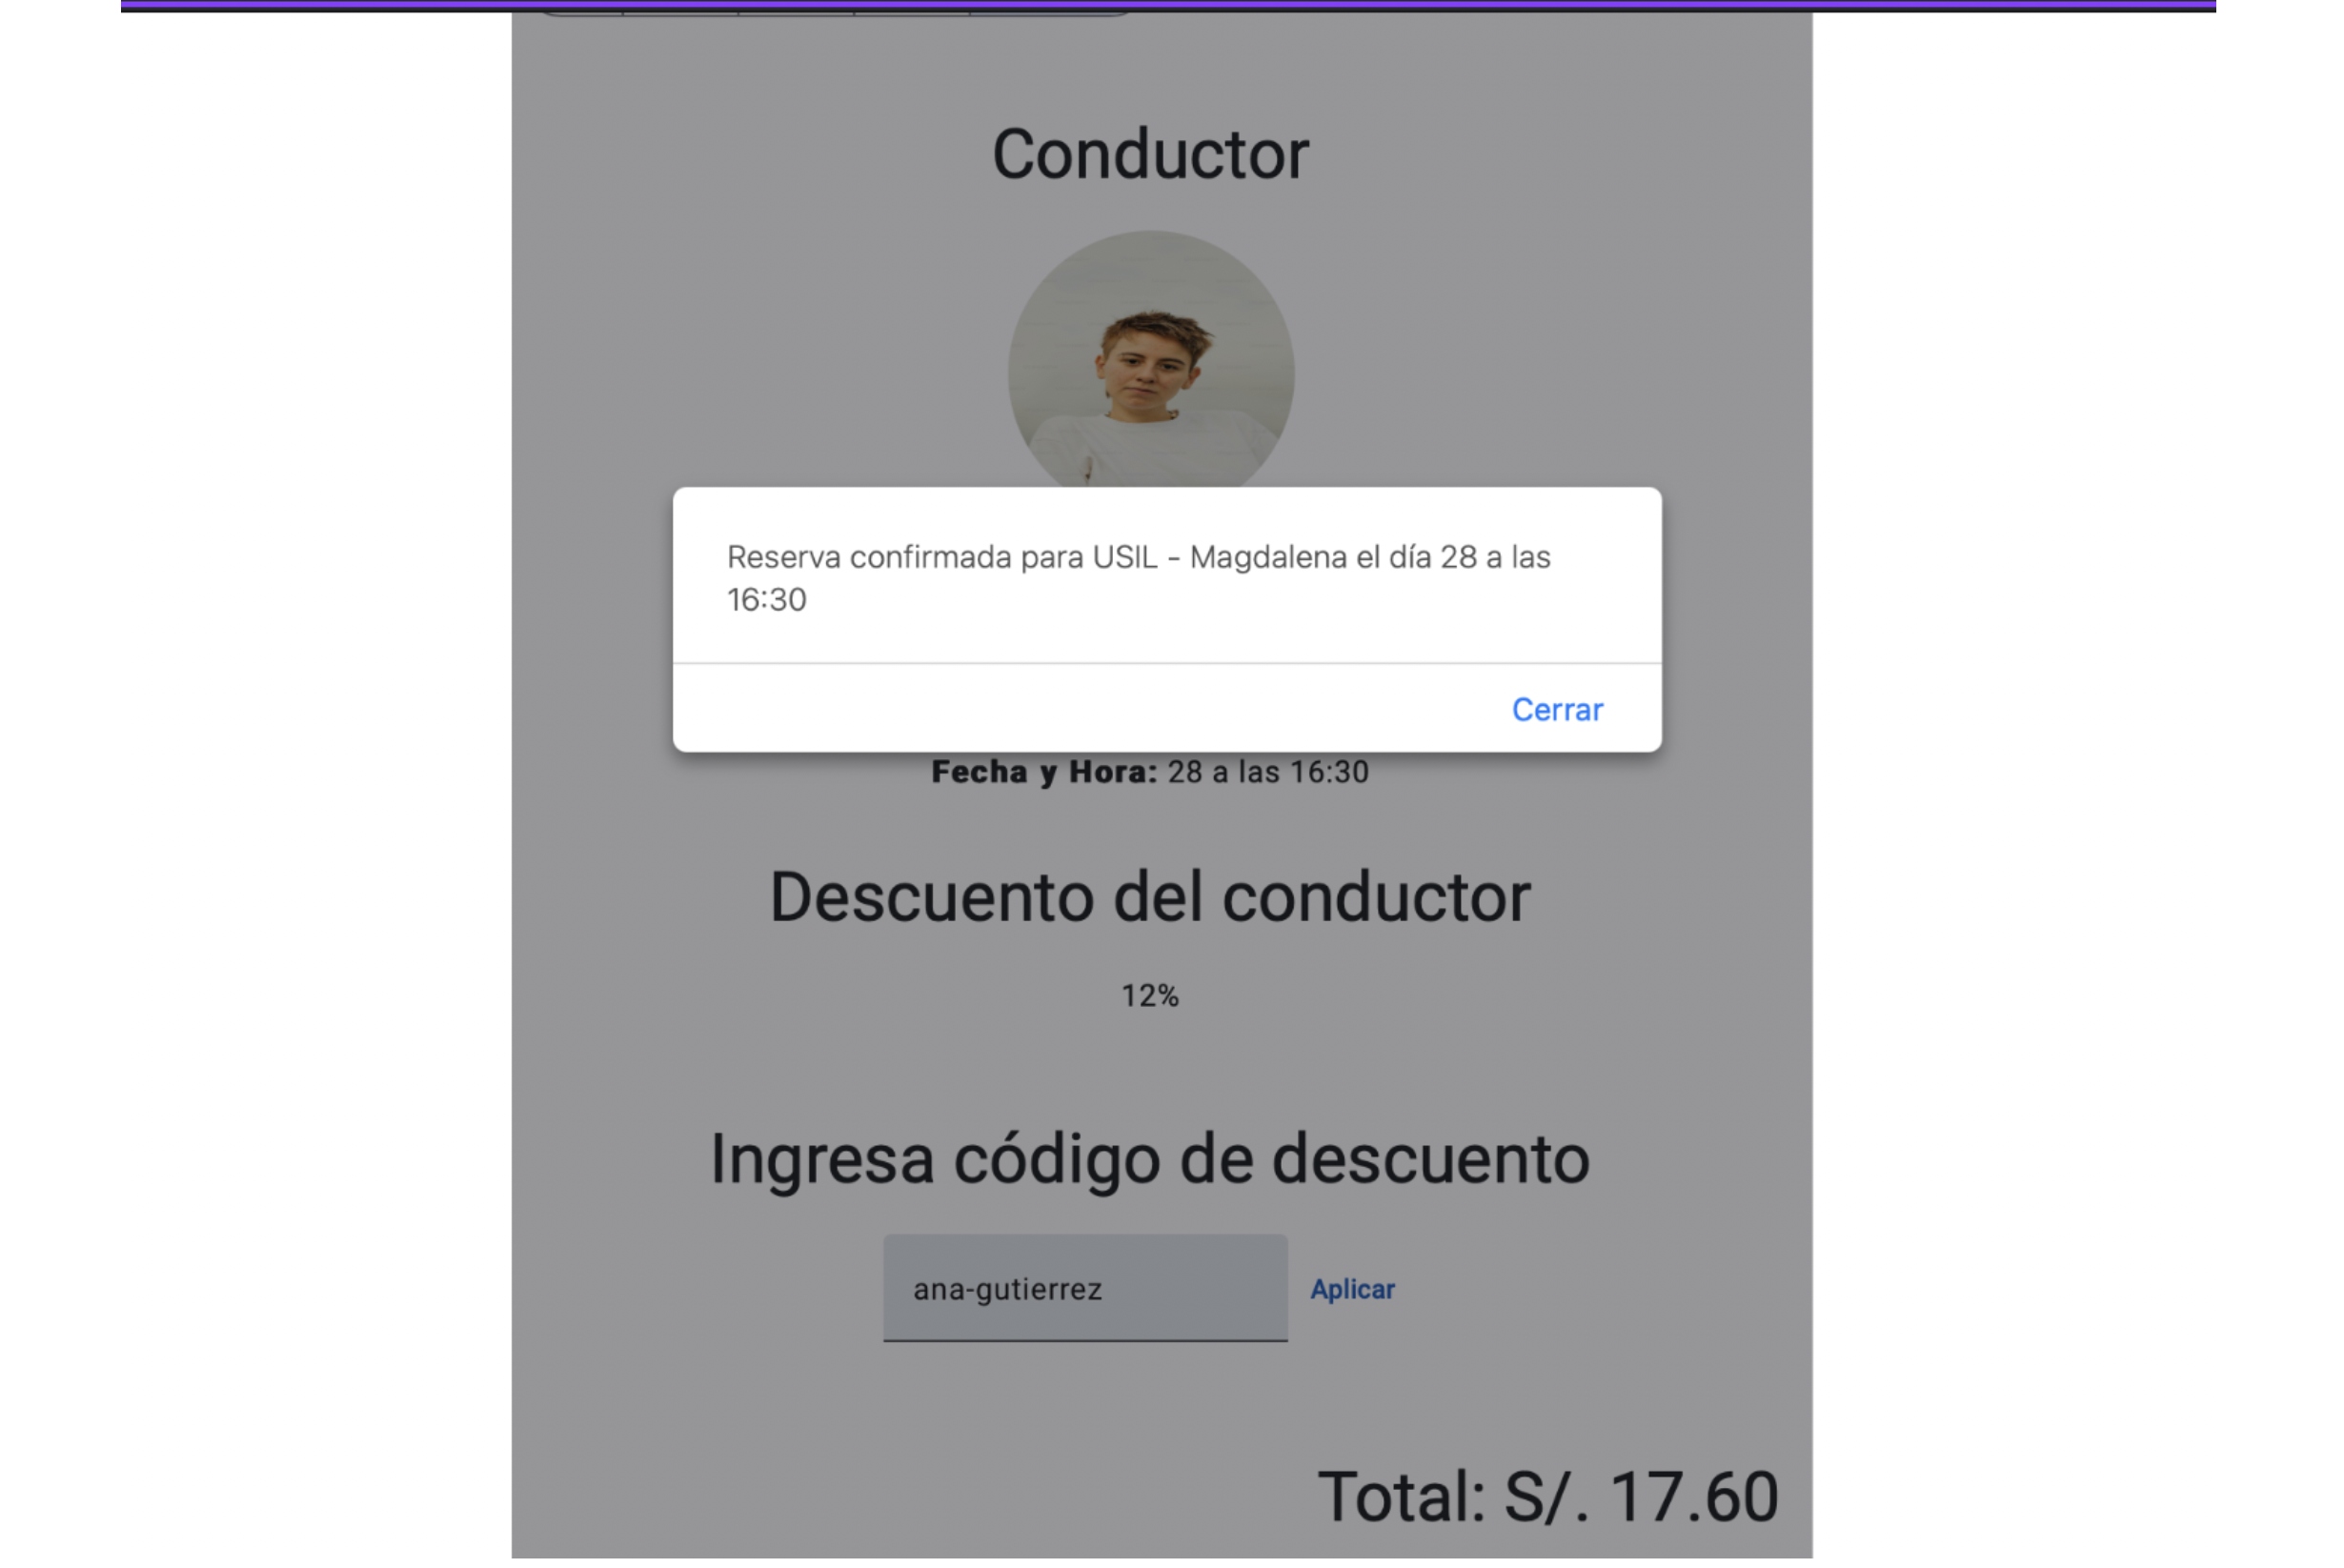 Conductor
Reserva confirmada para USIL - Magdalena el día 28 a las
16:30
Cerrar
Fecha y Hora: 28 a las 16:30
Descuento del conductor
12%
Ingresa código de descuento
ana-gutierrez
Aplicar
Total: S/. 17.60